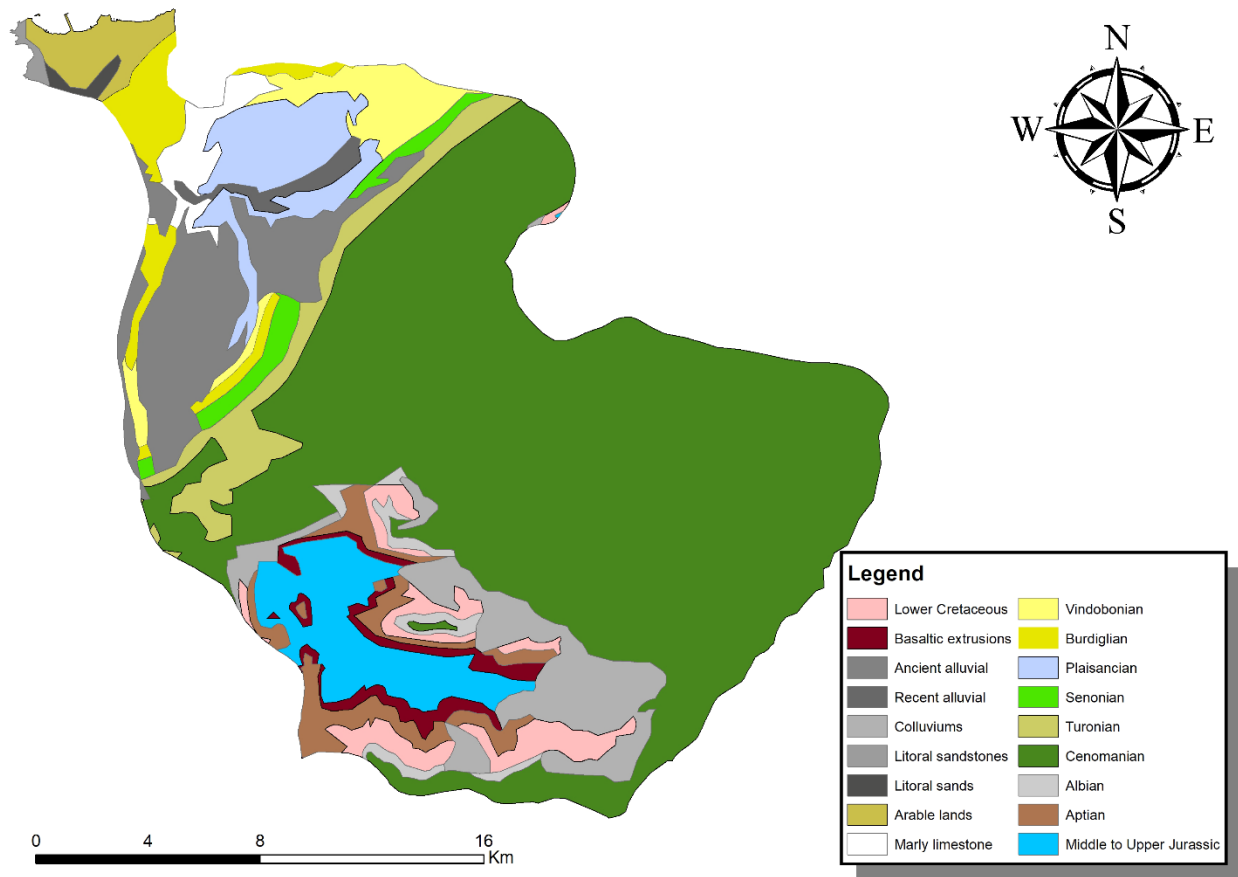 N
W E
S
Legend
Lower Cretaceous Vindobonian
Basaltic extrusions Burdiglian
Ancient alluvial Plaisancian
Recent alluvial Senonian
Colluviums Turonian
Litoral sandstones Cenomanian
Litoral sands Albian
Arable lands Aptian
Marly limestone Middle to Upper Jurassic
0 4 8 16
Km